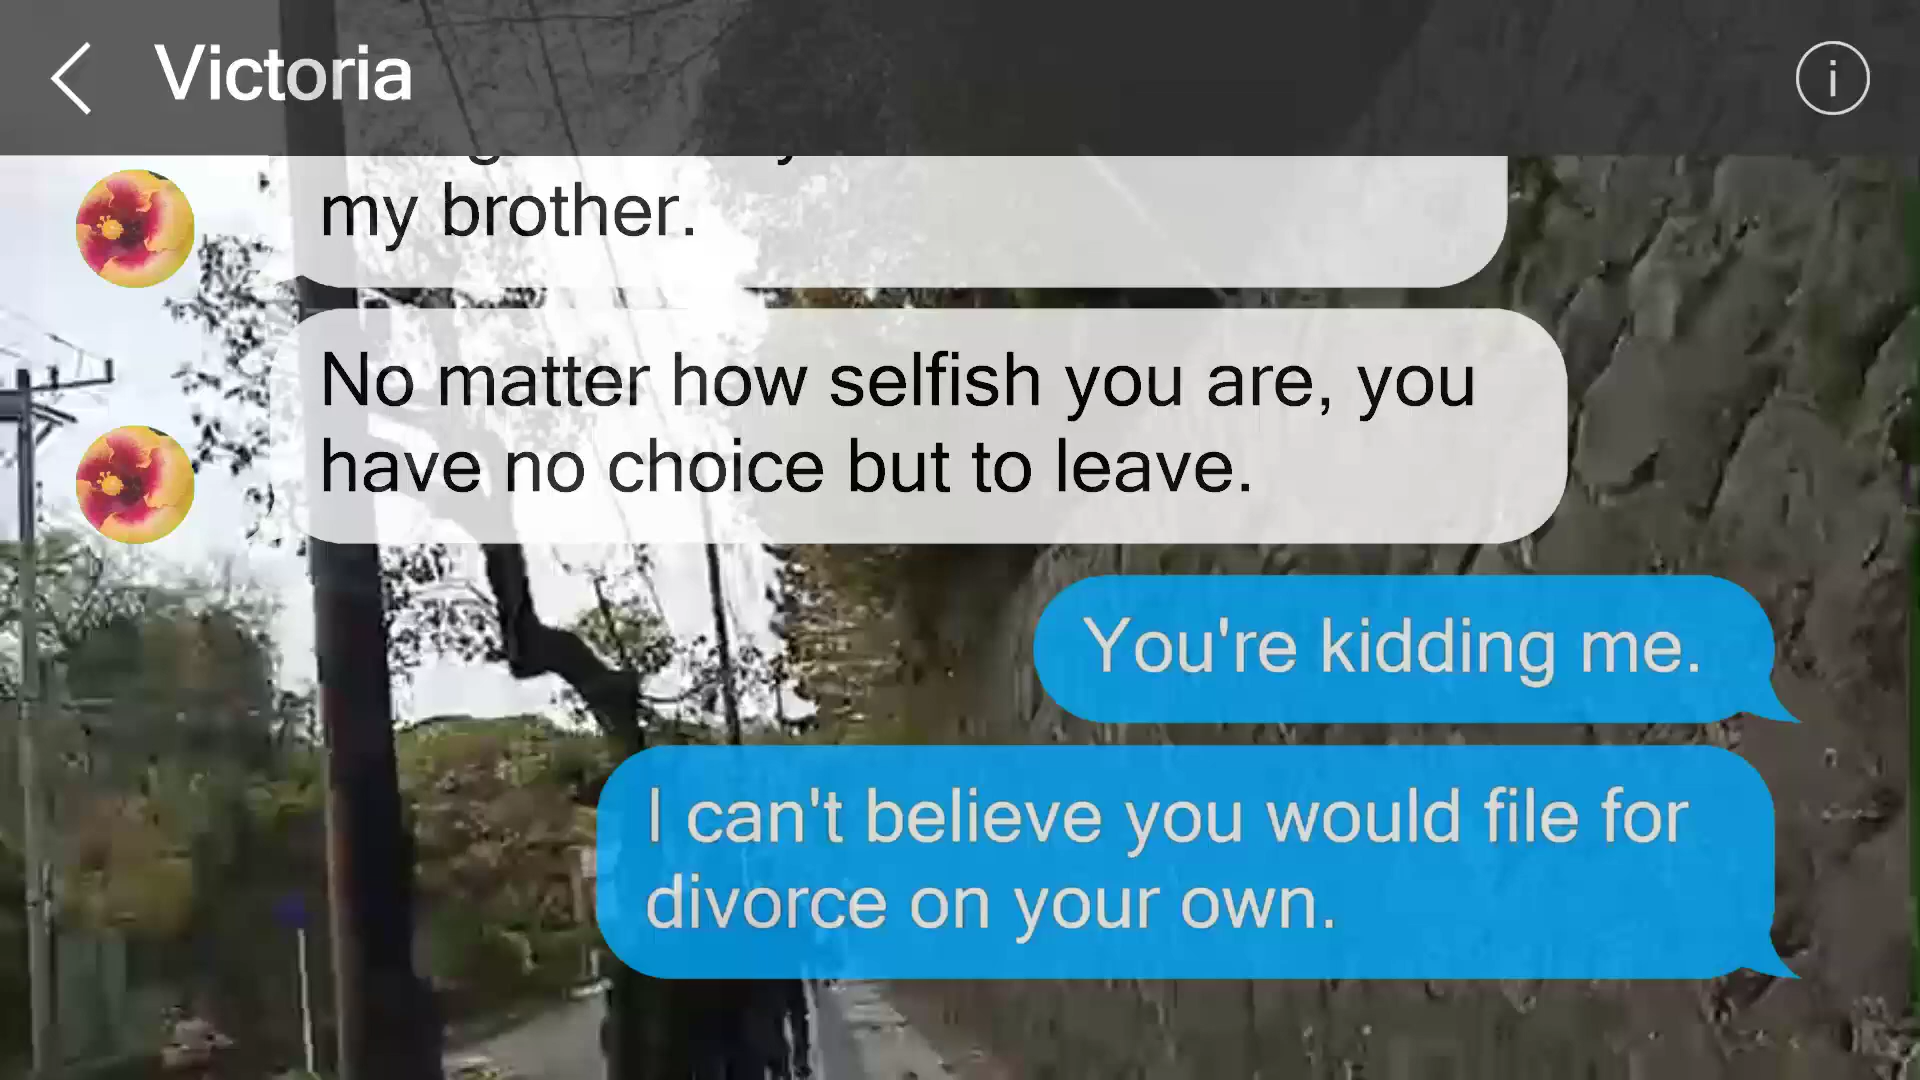 Victoria
my brother.
No matter how selfish you are, you
have no choice but to leave.
You're kidding me.
I can't believe you would file for
divorce on your own.